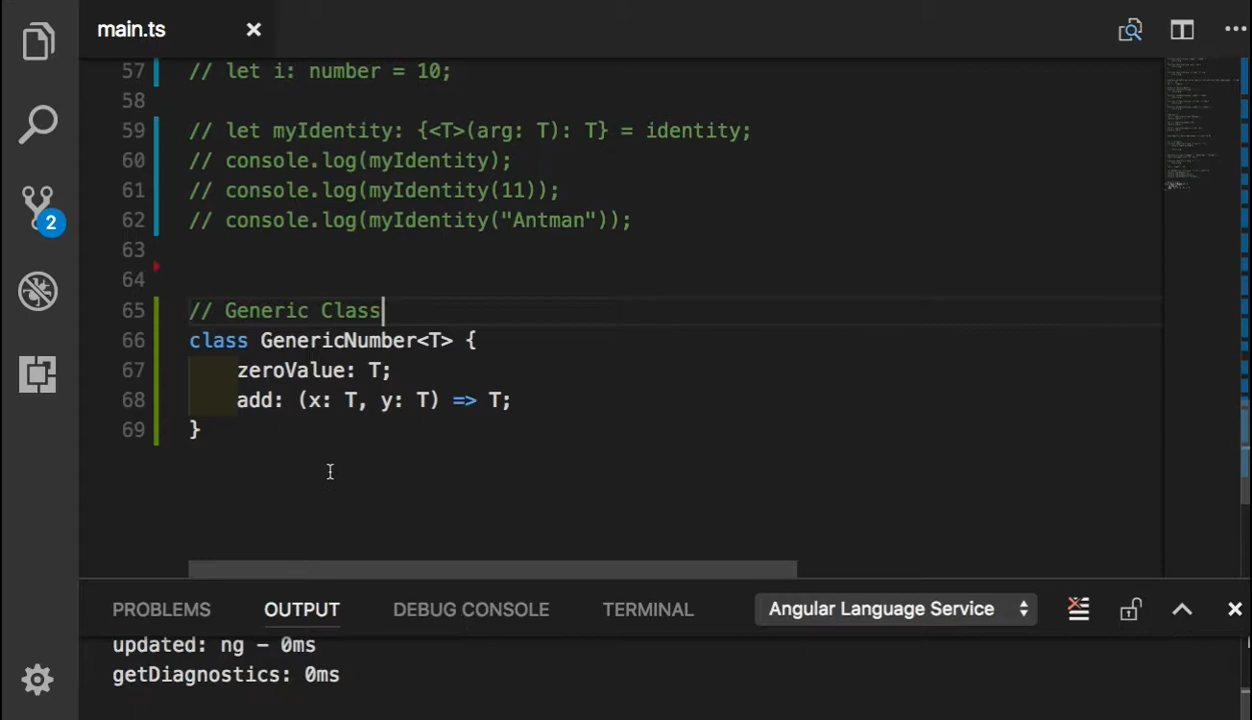 main.ts
57 // let i: number = 10;
58
59 // let myIdentity: {<T>(arg: T): T} = identity;
60 // console.log(myIdentity);
61 // console.log(myIdentity(11));
62 // console.log(myIdentity("Antman"));
63
64
65 // Generic Class
66 class GenericNumber<T> {
67     zeroValue: T;
68     add: (x: T, y: T) => T;
69 }
2
PROBLEMS OUTPUT DEBUG CONSOLE TERMINAL Angular Language Service
updated: ng - 0ms
getDiagnostics: 0ms